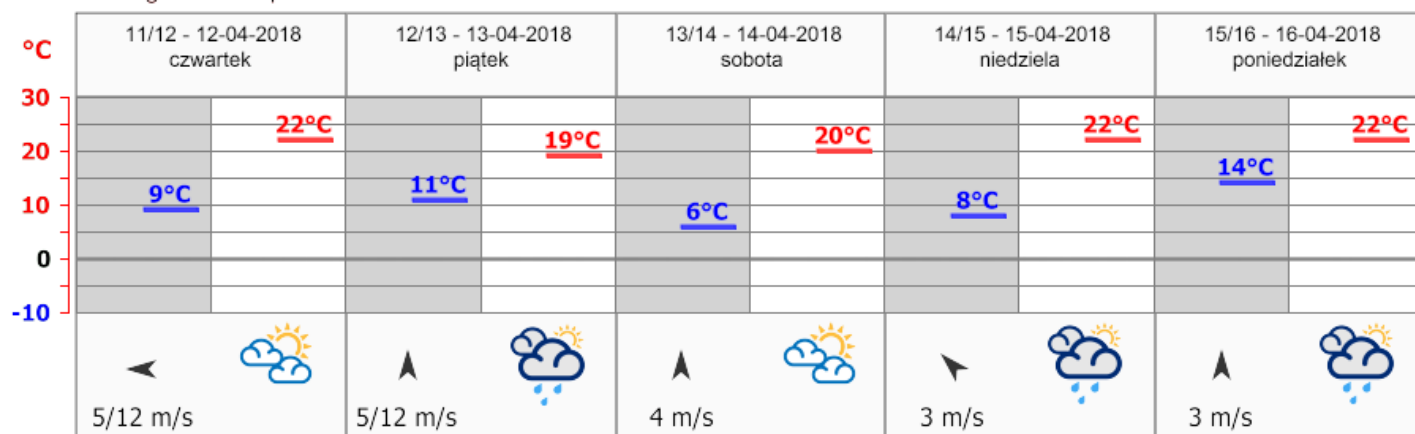 °C
11/12 - 12-04-2018
czwartek
12/13 - 13-04-2018
piątek
13/14 - 14-04-2018
sobota
14/15 - 15-04-2018
niedziela
15/16 - 16-04-2018
poniedziałek
30
20
10
0
-10
22°C
19°C
20°C
22°C
22°C
9°C
11°C
6°C
8°C
14°C
5/12 m/s
5/12 m/s
4 m/s
3 m/s
3 m/s